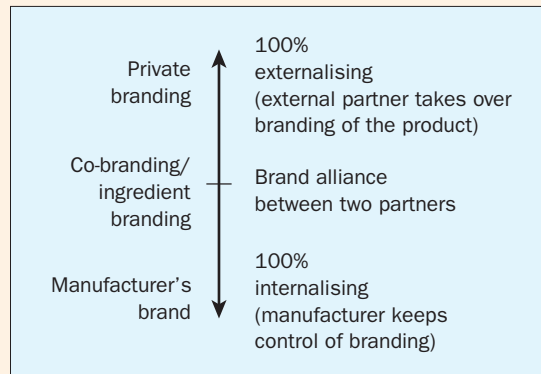 Private
branding
100%
externalising
(external partner takes over
branding of the product)
Co-branding/
ingredient
branding
Brand alliance
between two partners
Manufacturer's
brand
100%
internalising
(manufacturer keeps
control of branding)